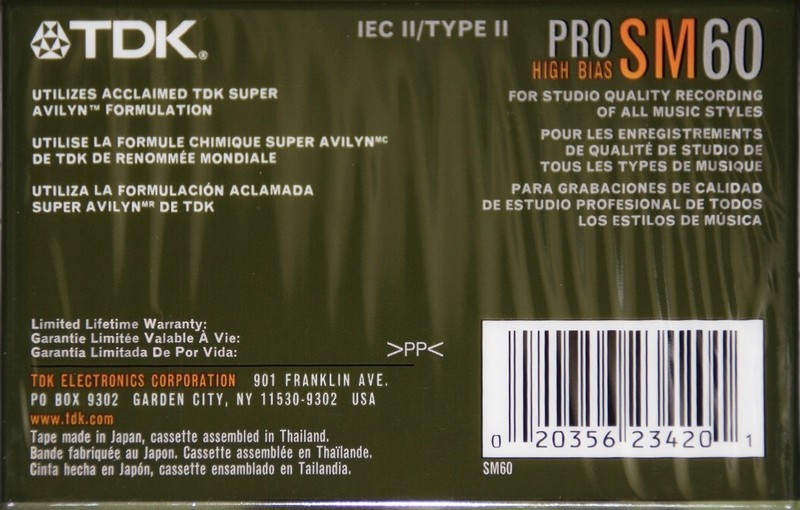 TDK®
IEC II/TYPE II
PRO
HIGH BIAS
SM60
UTILIZES ACCLAIMED TDK SUPER
AVILYN™ FORMULATION
UTILISE LA FORMULE CHIMIQUE SUPER AVILYNᴹᶜ
DE TDK DE RENOMMÉE MONDIALE
UTILIZA LA FORMULACIÓN ACLAMADA
SUPER AVILYNᴹᴿ DE TDK
FOR STUDIO QUALITY RECORDING
OF ALL MUSIC STYLES
POUR LES ENREGISTREMENTS
DE QUALITÉ DE STUDIO DE
TOUS LES TYPES DE MUSIQUE
PARA GRABACIONES DE CALIDAD
DE ESTUDIO PROFESIONAL DE TODOS
LOS ESTILOS DE MÚSICA
Limited Lifetime Warranty:
Garantie Limitée Valable À Vie:
Garantía Limitada De Por Vida:
>PP<
TDK ELECTRONICS CORPORATION 901 FRANKLIN AVE.
PO BOX 9302 GARDEN CITY, NY 11530-9302 USA
www.tdk.com
Tape made in Japan, cassette assembled in Thailand.
Bande fabriquée au Japon. Cassette assemblée en Thaïlande.
Cinta hecha en Japón, cassette ensamblado en Tailandia.
0 20356 23420 1
SM60